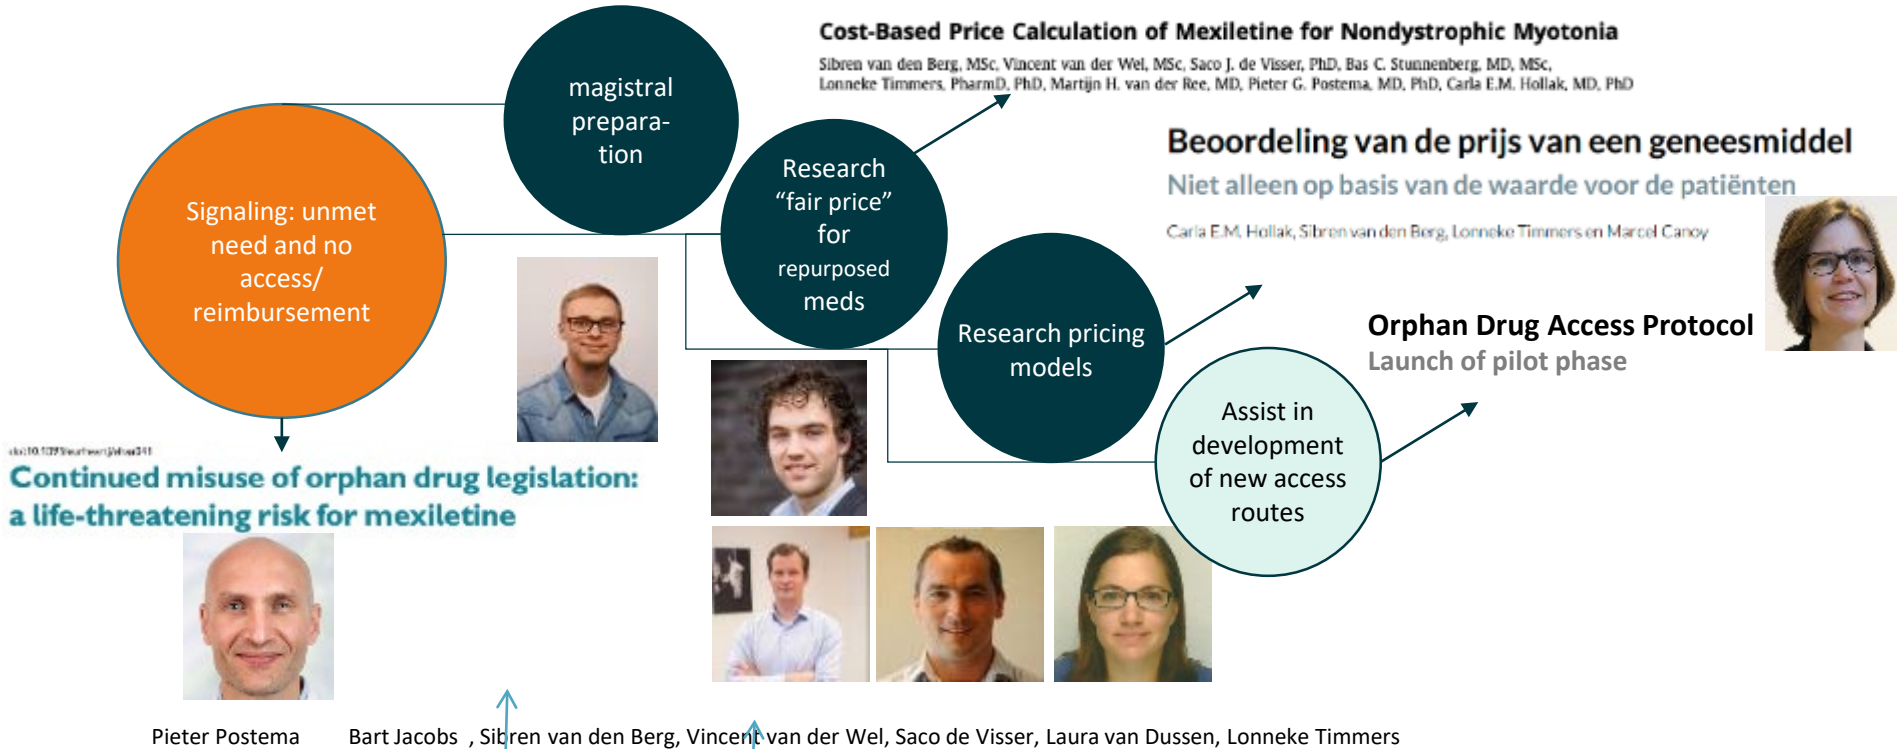 Cost-Based Price Calculation of Mexiletine for Nondystrophic Myotonia
Sibren van den Berg, MSc, Vincent van der Wel, MSc, Saco J. de Visser, PhD, Bas C. Stunnenberg, MD, MSc,
Lonneke Timmers, PharmD, PhD, Martijn H. van der Ree, MD, Pieter G. Postema, MD, PhD, Carla E.M. Hollak, MD, PhD
magistral
prepara-
tion
Beoordeling van de prijs van een geneesmiddel
Niet alleen op basis van de waarde voor de patiënten
Carla E.M. Hollak, Sibren van den Berg, Lonneke Timmers en Marcel Canoy
Research
“fair price”
for
repurposed
meds
Signaling: unmet
need and no
access/
reimbursement
Research pricing
models
Orphan Drug Access Protocol
Launch of pilot phase
Assist in
development
of new access
routes
Continued misuse of orphan drug legislation:
a life-threatening risk for mexiletine
Pieter Postema Bart Jacobs , Sibren van den Berg, Vincent van der Wel, Saco de Visser, Laura van Dussen, Lonneke Timmers